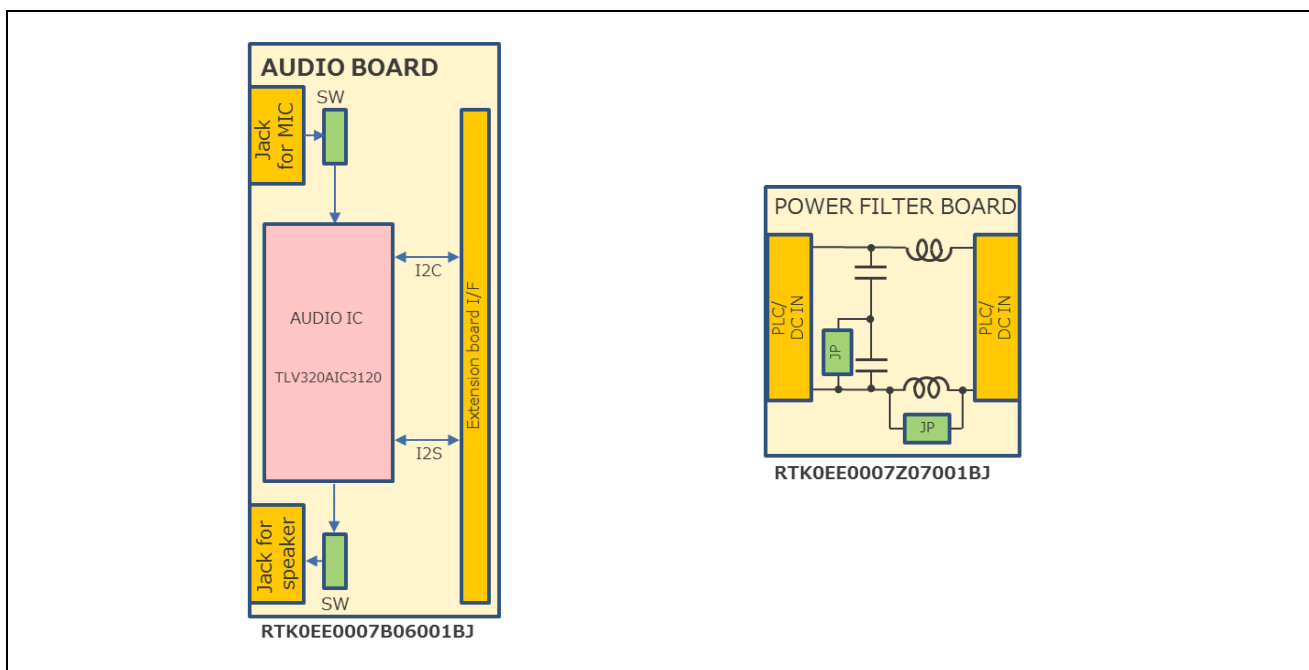 AUDIO BOARD
SW
Jack
for MIC
I2C
AUDIO IC
TLV320AIC3120
Extension board I/F
I2S
Jack for
speaker
SW
RTK0EE0007B06001BJ
POWER FILTER BOARD
PLC/
DC IN
JP
PLC/
DC IN
JP
RTK0EE0007Z07001BJ